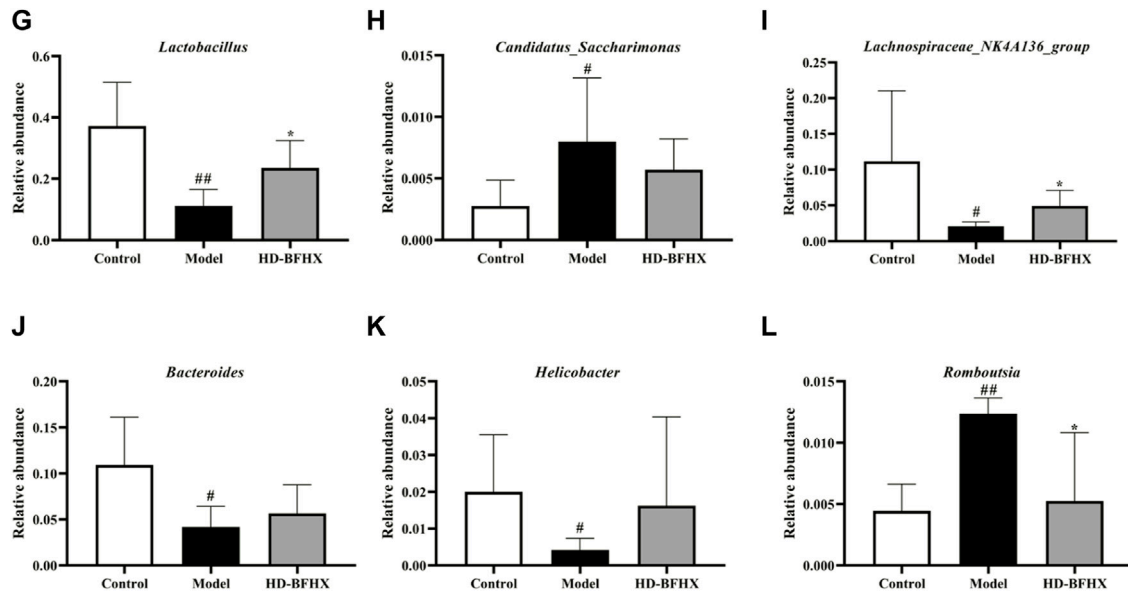 G
Lactobacillus
Relative abundance
0.6
0.4
0.2
0.0
##
*
Control Model HD-BFHX
H
Candidatus_Saccharimonas
Relative abundance
0.015
0.010
0.005
0.000
#
Control Model HD-BFHX
I
Lachnospiraceae_NK4A136_group
Relative abundance
0.25
0.20
0.15
0.10
0.05
0.00
#
*
Control Model HD-BFHX
J
Bacteroides
Relative abundance
0.20
0.15
0.10
0.05
0.00
#
Control Model HD-BFHX
K
Helicobacter
Relative abundance
0.05
0.04
0.03
0.02
0.01
0.00
#
Control Model HD-BFHX
L
Romboutsia
Relative abundance
0.015
0.010
0.005
0.000
##
*
Control Model HD-BFHX